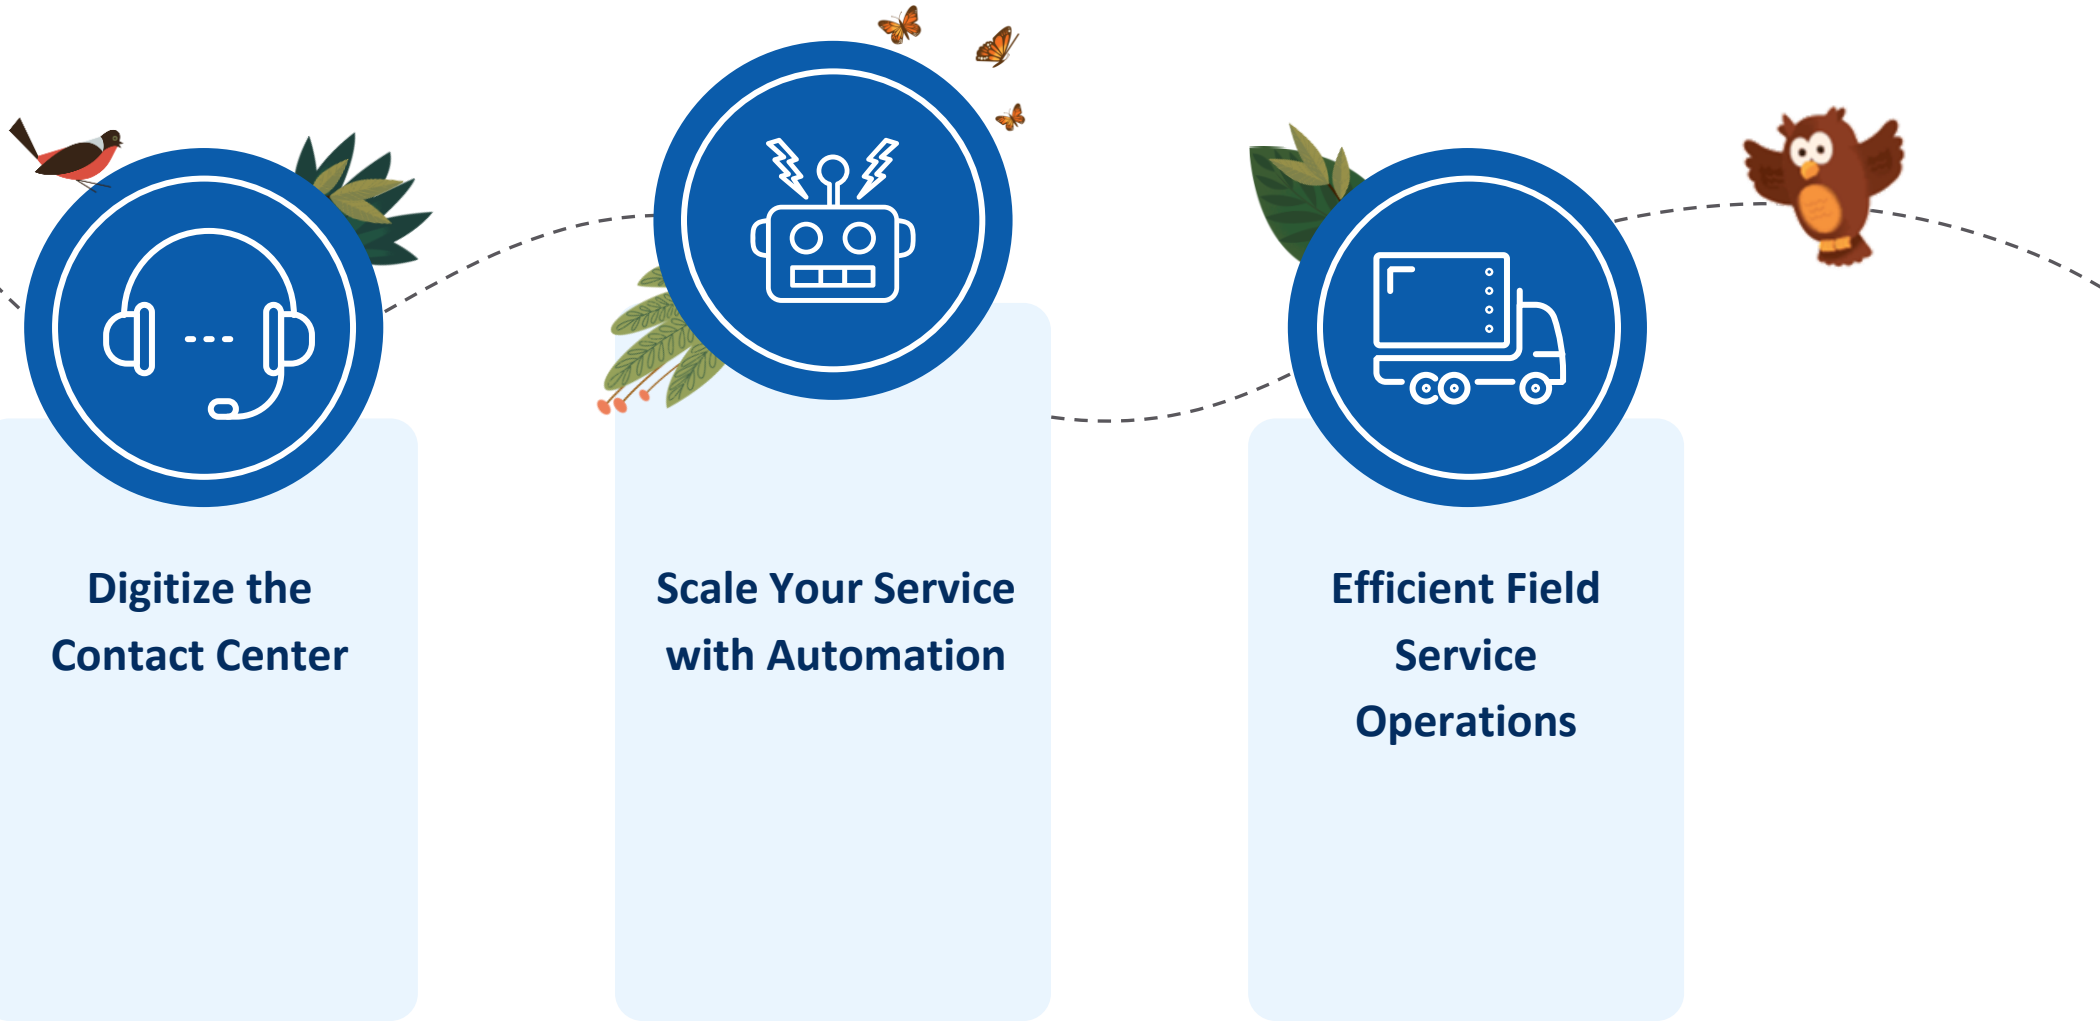 Digitize the
Contact Center
Scale Your Service
with Automation
Efficient Field
Service
Operations